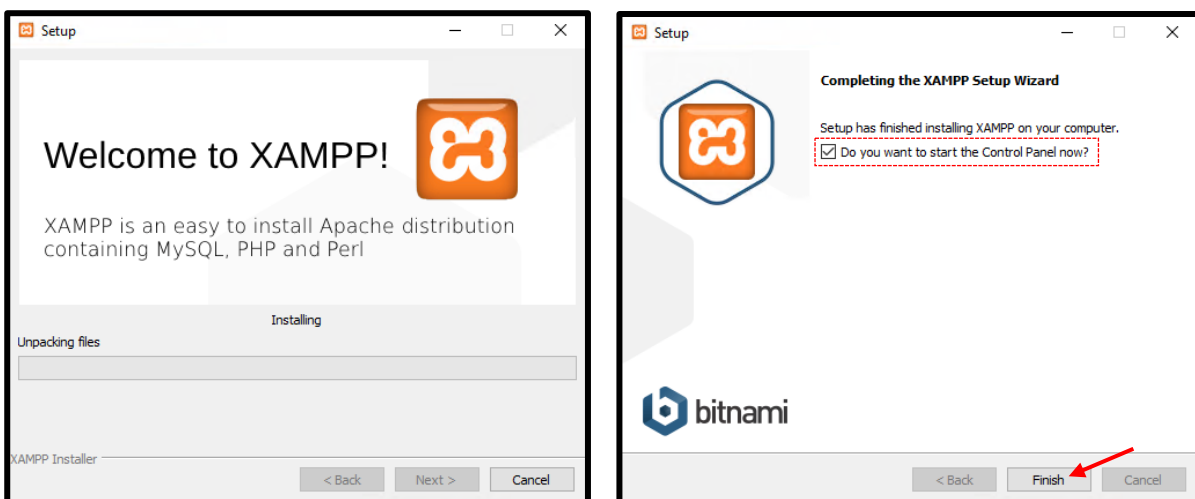 Setup
Welcome to XAMPP!
XAMPP is an easy to install Apache distribution
containing MySQL, PHP and Perl
Installing
Unpacking files
XAMPP Installer
< Back
Next >
Cancel
Setup
Completing the XAMPP Setup Wizard
Setup has finished installing XAMPP on your computer.
Do you want to start the Control Panel now?
bitnami
< Back
Finish
Cancel